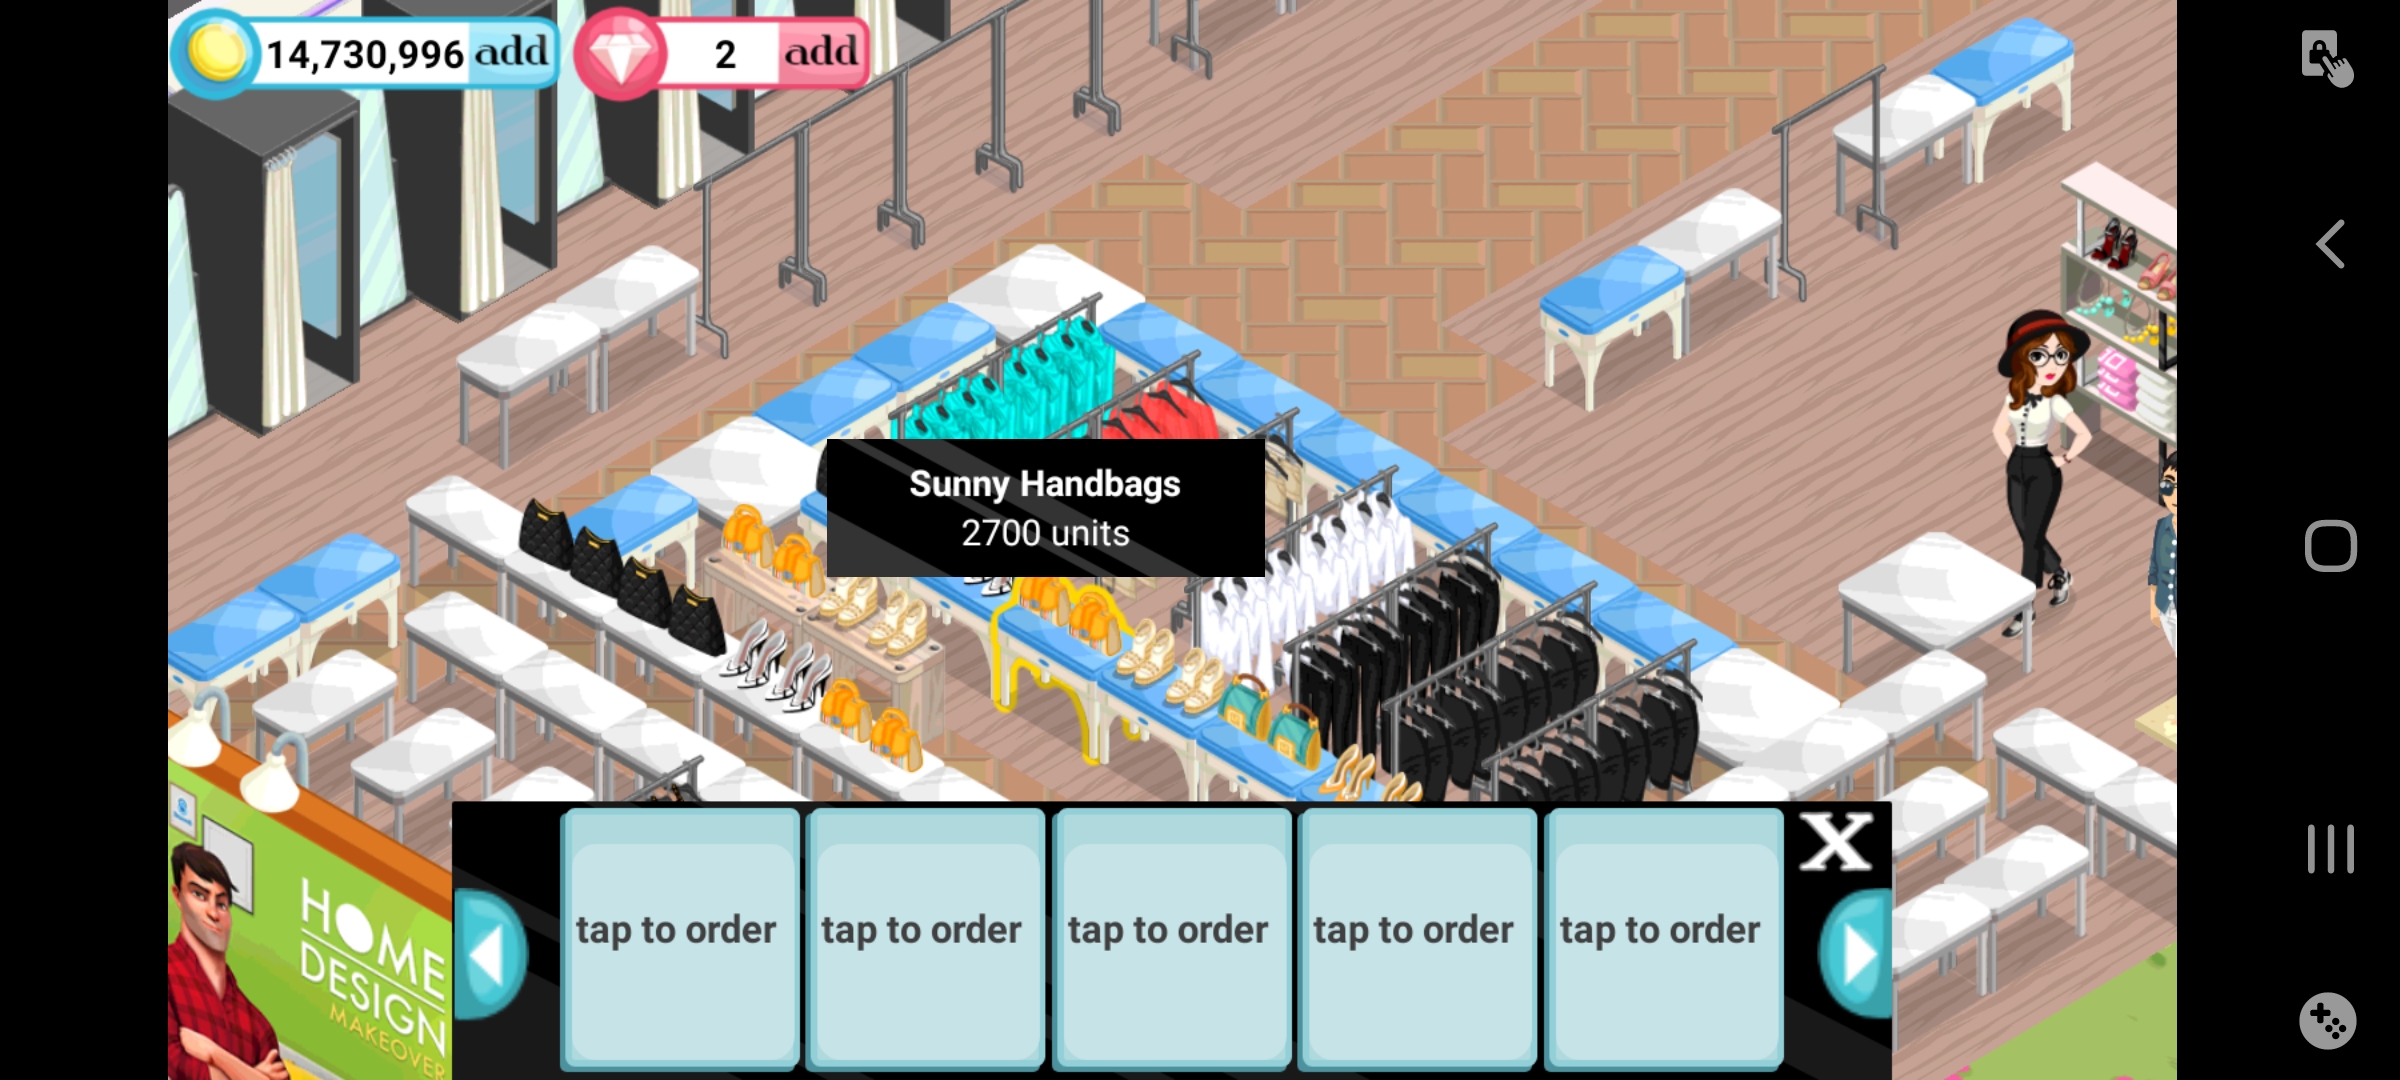 14,730,996 add
2 add
Sunny Handbags
2700 units
tap to order
tap to order
tap to order
tap to order
tap to order
X
HOME
DESIGN
MAKEOVER